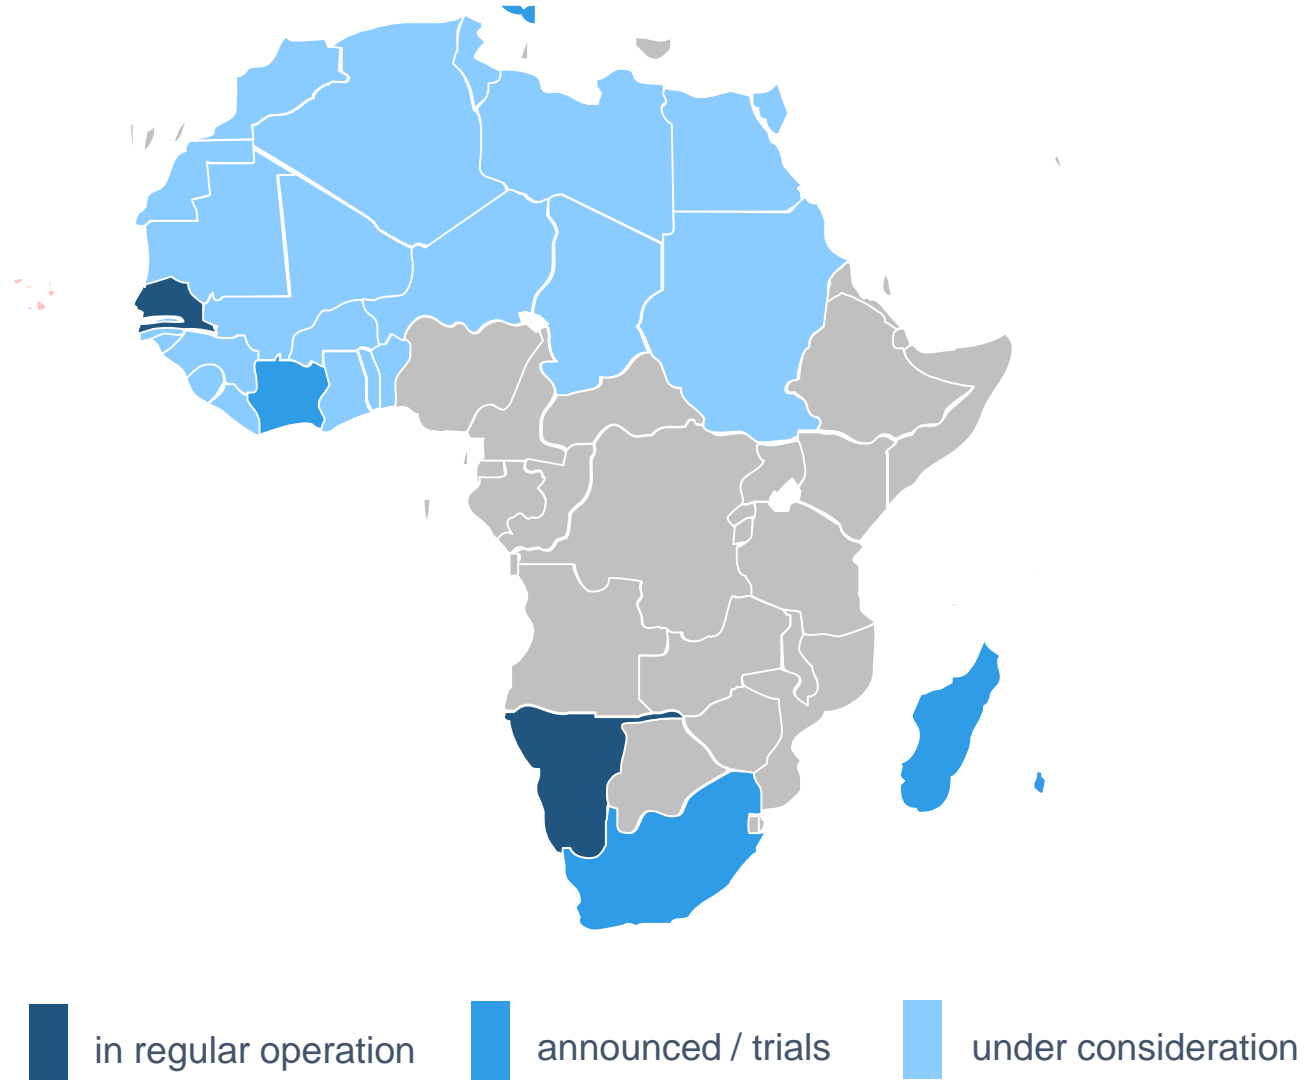 in regular operation
announced / trials
under consideration